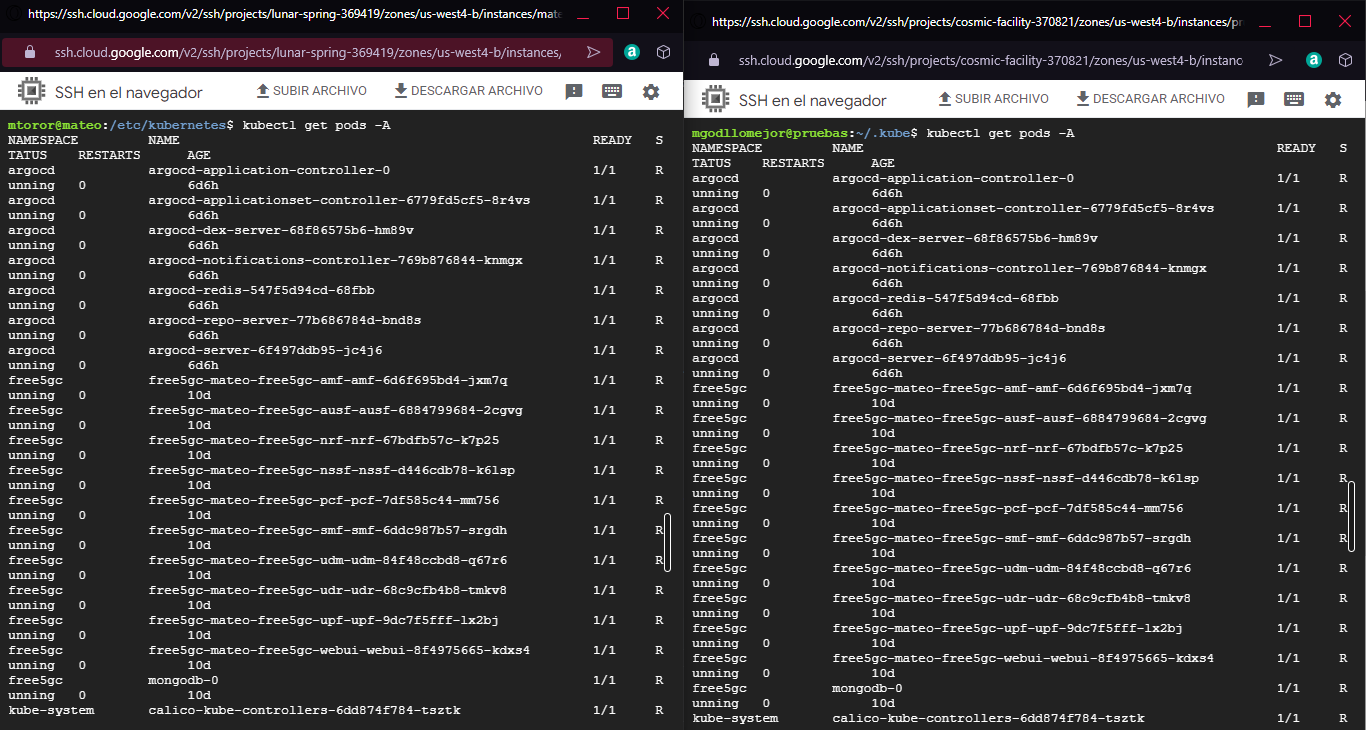 https://ssh.cloud.google.com/v2/ssh/projects/lunar-spring-369419/zones/us-west4-b/instances/mate
ssh.cloud.google.com/v2/ssh/projects/lunar-spring-369419/zones/us-west4-b/instances/
SSH en el navegador
SUBIR ARCHIVO
DESCARGAR ARCHIVO
mtoror@mateo:/etc/kubernetes$ kubectl get pods -A
NAMESPACE NAME READY S
TATUS RESTARTS AGE
argocd argocd-application-controller-0 1/1 R
unning 0 6d6h
argocd argocd-applicationset-controller-6779fd5cf5-8r4vs 1/1 R
unning 0 6d6h
argocd argocd-dex-server-68f86575b6-hm89v 1/1 R
unning 0 6d6h
argocd argocd-notifications-controller-769b876844-knmgx 1/1 R
unning 0 6d6h
argocd argocd-redis-547f5d94cd-68fbb 1/1 R
unning 0 6d6h
argocd argocd-repo-server-77b686784d-bnd8s 1/1 R
unning 0 6d6h
argocd argocd-server-6f497ddb95-jc4j6 1/1 R
unning 0 6d6h
free5gc free5gc-mateo-free5gc-amf-amf-6d6f695bd4-jxm7q 1/1 R
unning 0 10d
free5gc free5gc-mateo-free5gc-ausf-ausf-6884799684-2cgvg 1/1 R
unning 0 10d
free5gc free5gc-mateo-free5gc-nrf-nrf-67bdfb57c-k7p25 1/1 R
unning 0 10d
free5gc free5gc-mateo-free5gc-nssf-nssf-d446cdb78-k6lsp 1/1 R
unning 0 10d
free5gc free5gc-mateo-free5gc-pcf-pcf-7df585c44-mm756 1/1 R
unning 0 10d
free5gc free5gc-mateo-free5gc-smf-smf-6ddc987b57-srgdh 1/1 R
unning 0 10d
free5gc free5gc-mateo-free5gc-udm-udm-84f48ccbd8-q67r6 1/1 R
unning 0 10d
free5gc free5gc-mateo-free5gc-udr-udr-68c9cfb4b8-tmkv8 1/1 R
unning 0 10d
free5gc free5gc-mateo-free5gc-upf-upf-9dc7f5fff-lx2bj 1/1 R
unning 0 10d
free5gc free5gc-mateo-free5gc-webui-webui-8f4975665-kdxs4 1/1 R
unning 0 10d
free5gc mongodb-0 1/1 R
unning 0 10d
kube-system calico-kube-controllers-6dd874f784-tsztk 1/1 R
https://ssh.cloud.google.com/v2/ssh/projects/cosmic-facility-370821/zones/us-west4-b/instances/pr
ssh.cloud.google.com/v2/ssh/projects/cosmic-facility-370821/zones/us-west4-b/instance
SSH en el navegador
SUBIR ARCHIVO
DESCARGAR ARCHIVO
mgodllomejor@pruebas:~/.kube$ kubectl get pods -A
NAMESPACE NAME READY S
TATUS RESTARTS AGE
argocd argocd-application-controller-0 1/1 R
unning 0 6d6h
argocd argocd-applicationset-controller-6779fd5cf5-8r4vs 1/1 R
unning 0 6d6h
argocd argocd-dex-server-68f86575b6-hm89v 1/1 R
unning 0 6d6h
argocd argocd-notifications-controller-769b876844-knmgx 1/1 R
unning 0 6d6h
argocd argocd-redis-547f5d94cd-68fbb 1/1 R
unning 0 6d6h
argocd argocd-repo-server-77b686784d-bnd8s 1/1 R
unning 0 6d6h
argocd argocd-server-6f497ddb95-jc4j6 1/1 R
unning 0 6d6h
free5gc free5gc-mateo-free5gc-amf-amf-6d6f695bd4-jxm7q 1/1 R
unning 0 10d
free5gc free5gc-mateo-free5gc-ausf-ausf-6884799684-2cgvg 1/1 R
unning 0 10d
free5gc free5gc-mateo-free5gc-nrf-nrf-67bdfb57c-k7p25 1/1 R
unning 0 10d
free5gc free5gc-mateo-free5gc-nssf-nssf-d446cdb78-k6lsp 1/1 R
unning 0 10d
free5gc free5gc-mateo-free5gc-pcf-pcf-7df585c44-mm756 1/1 R
unning 0 10d
free5gc free5gc-mateo-free5gc-smf-smf-6ddc987b57-srgdh 1/1 R
unning 0 10d
free5gc free5gc-mateo-free5gc-udm-udm-84f48ccbd8-q67r6 1/1 R
unning 0 10d
free5gc free5gc-mateo-free5gc-udr-udr-68c9cfb4b8-tmkv8 1/1 R
unning 0 10d
free5gc free5gc-mateo-free5gc-upf-upf-9dc7f5fff-lx2bj 1/1 R
unning 0 10d
free5gc free5gc-mateo-free5gc-webui-webui-8f4975665-kdxs4 1/1 R
unning 0 10d
free5gc mongodb-0 1/1 R
unning 0 10d
kube-system calico-kube-controllers-6dd874f784-tsztk 1/1 R